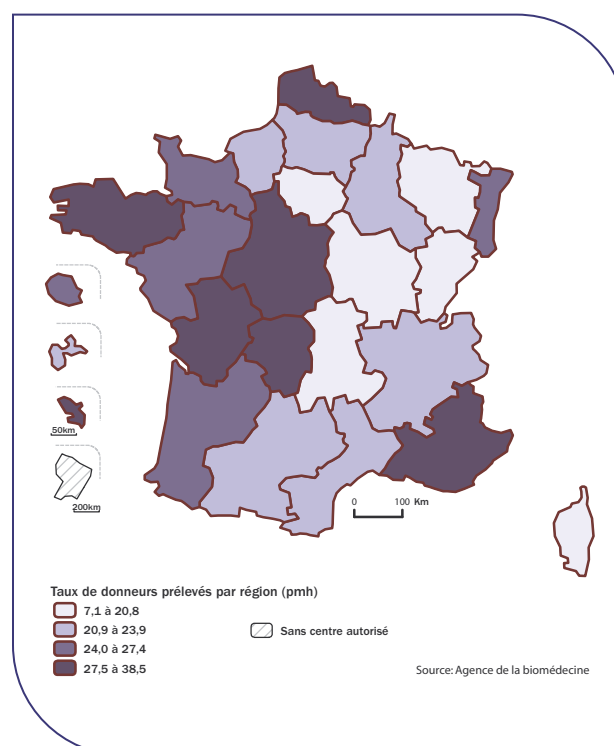 50km
200km
0 100 Km
Taux de donneurs prélevés par région (pmh)
7,1 à 20,8
20,9 à 23,9
24,0 à 27,4
27,5 à 38,5
Sans centre autorisé
Source: Agence de la biomédecine